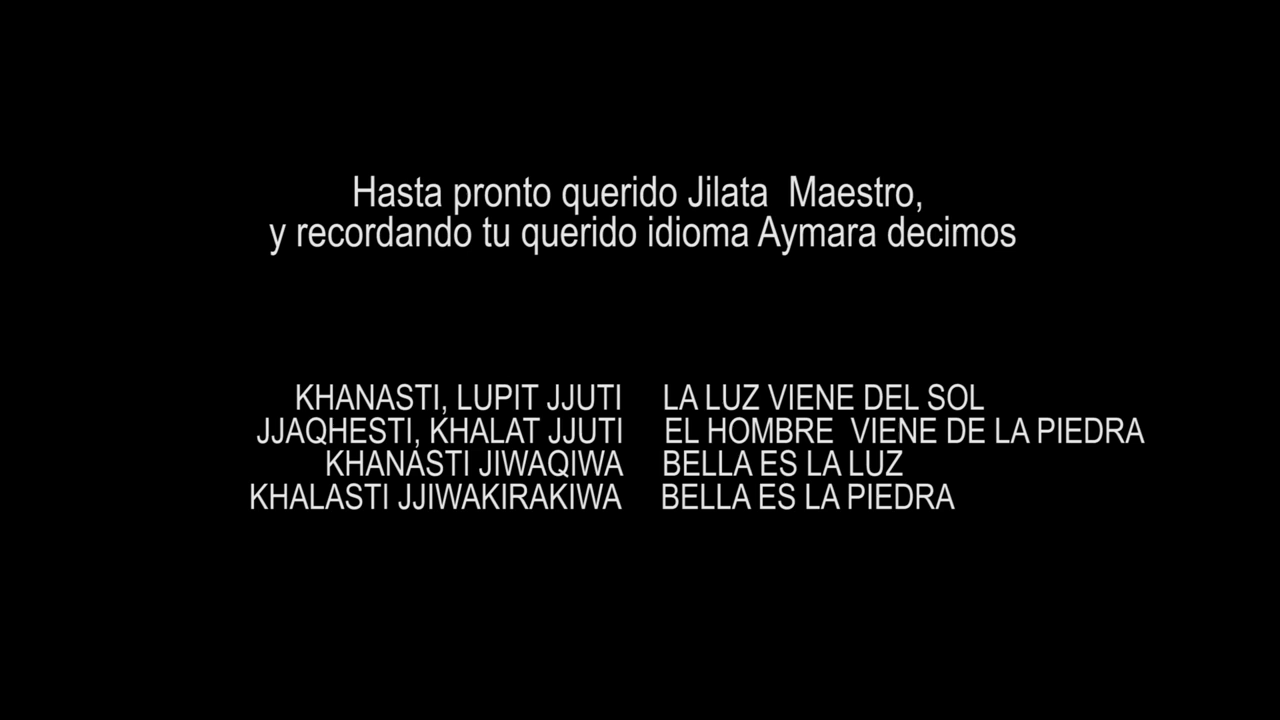 Hasta pronto querido Jilata  Maestro,
y recordando tu querido idioma Aymara decimos
KHANASTI, LUPIT JJUTI LA LUZ VIENE DEL SOL
JJAQHESTI, KHALAT JJUTI EL HOMBRE  VIENE DE LA PIEDRA
KHANASTI JIWAQIWA BELLA ES LA LUZ
KHALASTI JJIWAKIRAKIWA BELLA ES LA PIEDRA